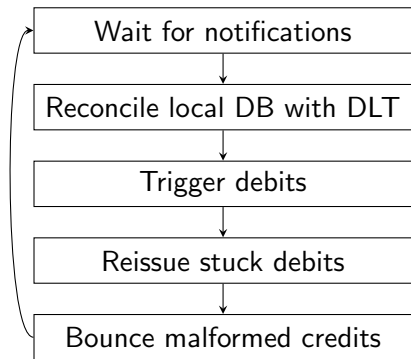 Wait for notifications
Reconcile local DB with DLT
Trigger debits
Reissue stuck debits
Bounce malformed credits